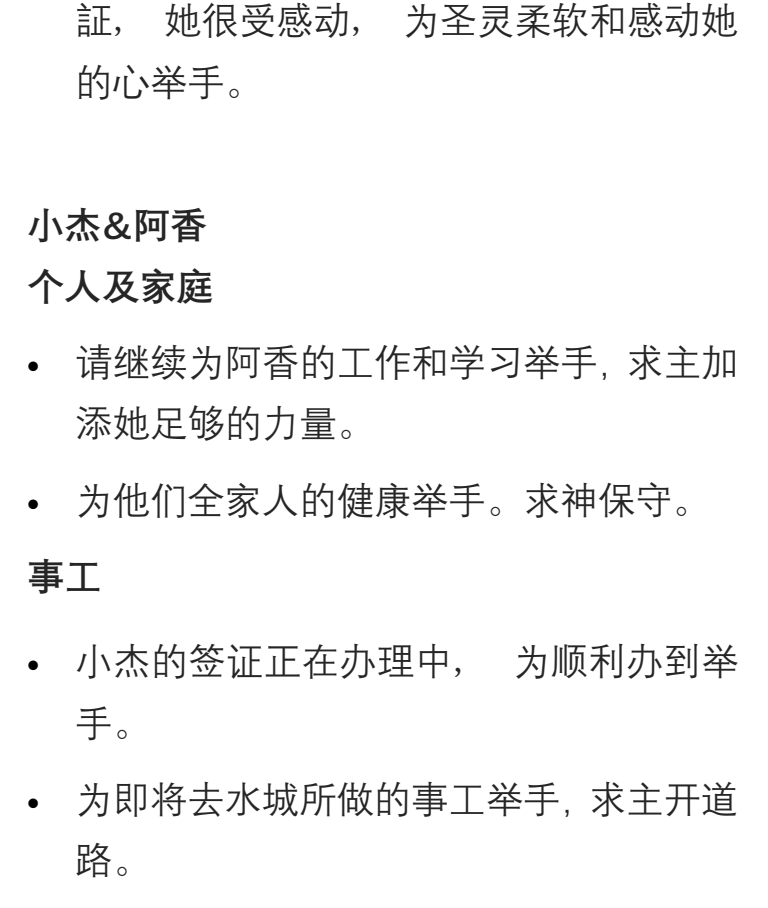 証， 她很受感动， 为圣灵柔软和感动她
的心举手。
小杰&阿香
个人及家庭
• 请继续为阿香的工作和学习举手, 求主加
添她足够的力量。
• 为他们全家人的健康举手。求神保守。
事工
• 小杰的签证正在办理中， 为顺利办到举
手。
• 为即将去水城所做的事工举手, 求主开道
路。